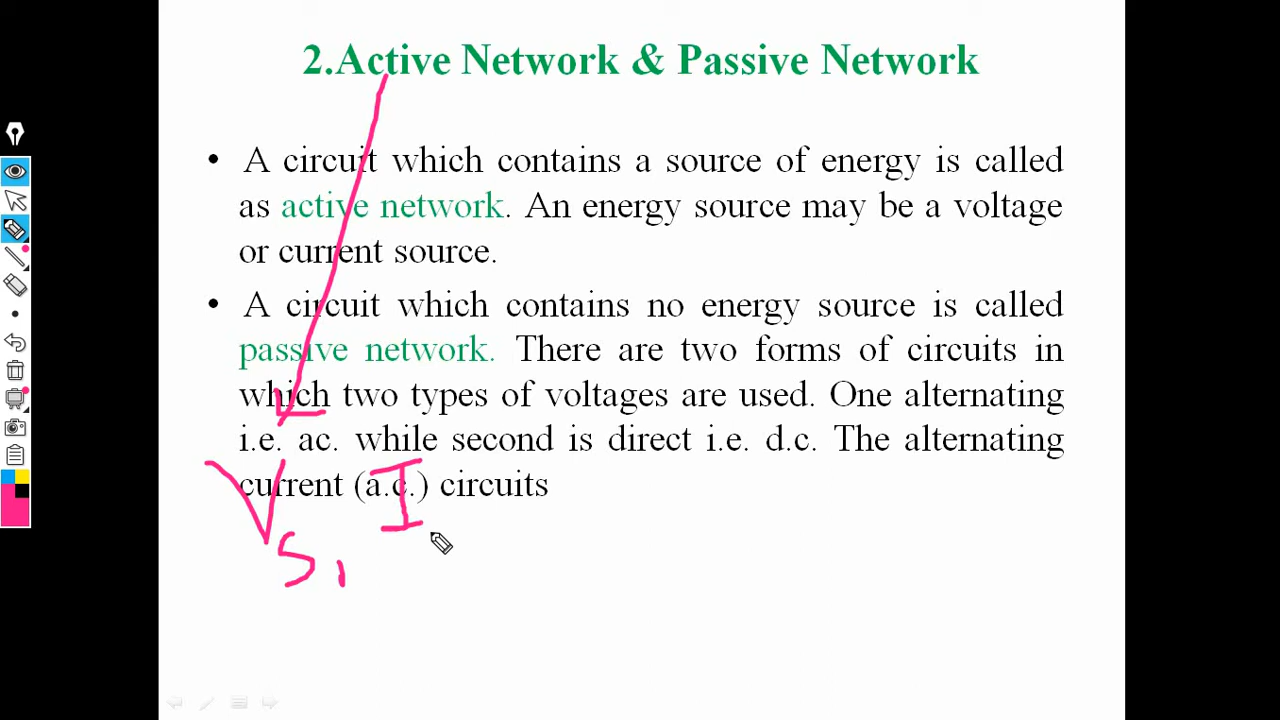 2.Active Network & Passive Network
• A circuit which contains a source of energy is called
as active network. An energy source may be a voltage
or current source.
• A circuit which contains no energy source is called
passive network. There are two forms of circuits in
which two types of voltages are used. One alternating
i.e. ac. while second is direct i.e. d.c. The alternating
current (a.c.) circuits
Vs, I